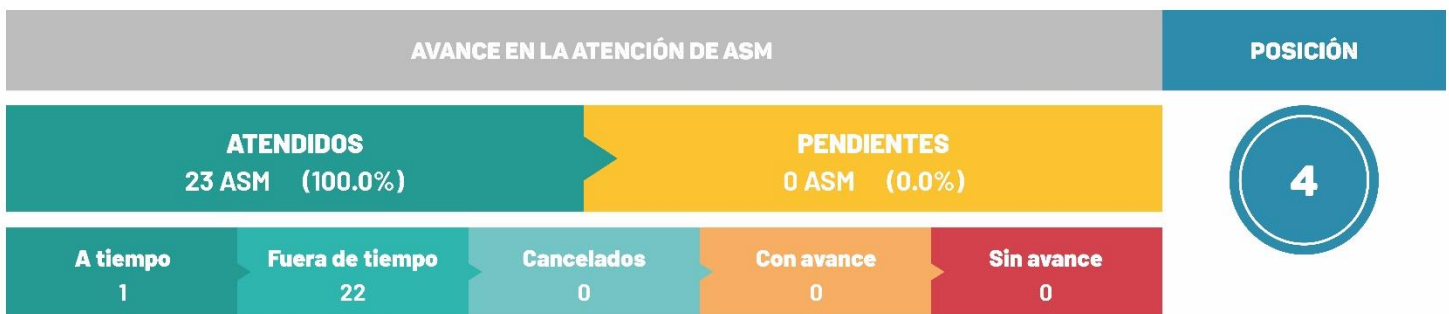 AVANCE EN LA ATENCIÓN DE ASM
POSICIÓN
ATENDIDOS
23 ASM (100.0%)
PENDIENTES
0 ASM (0.0%)
4
A tiempo
1
Fuera de tiempo
22
Cancelados
0
Con avance
0
Sin avance
0